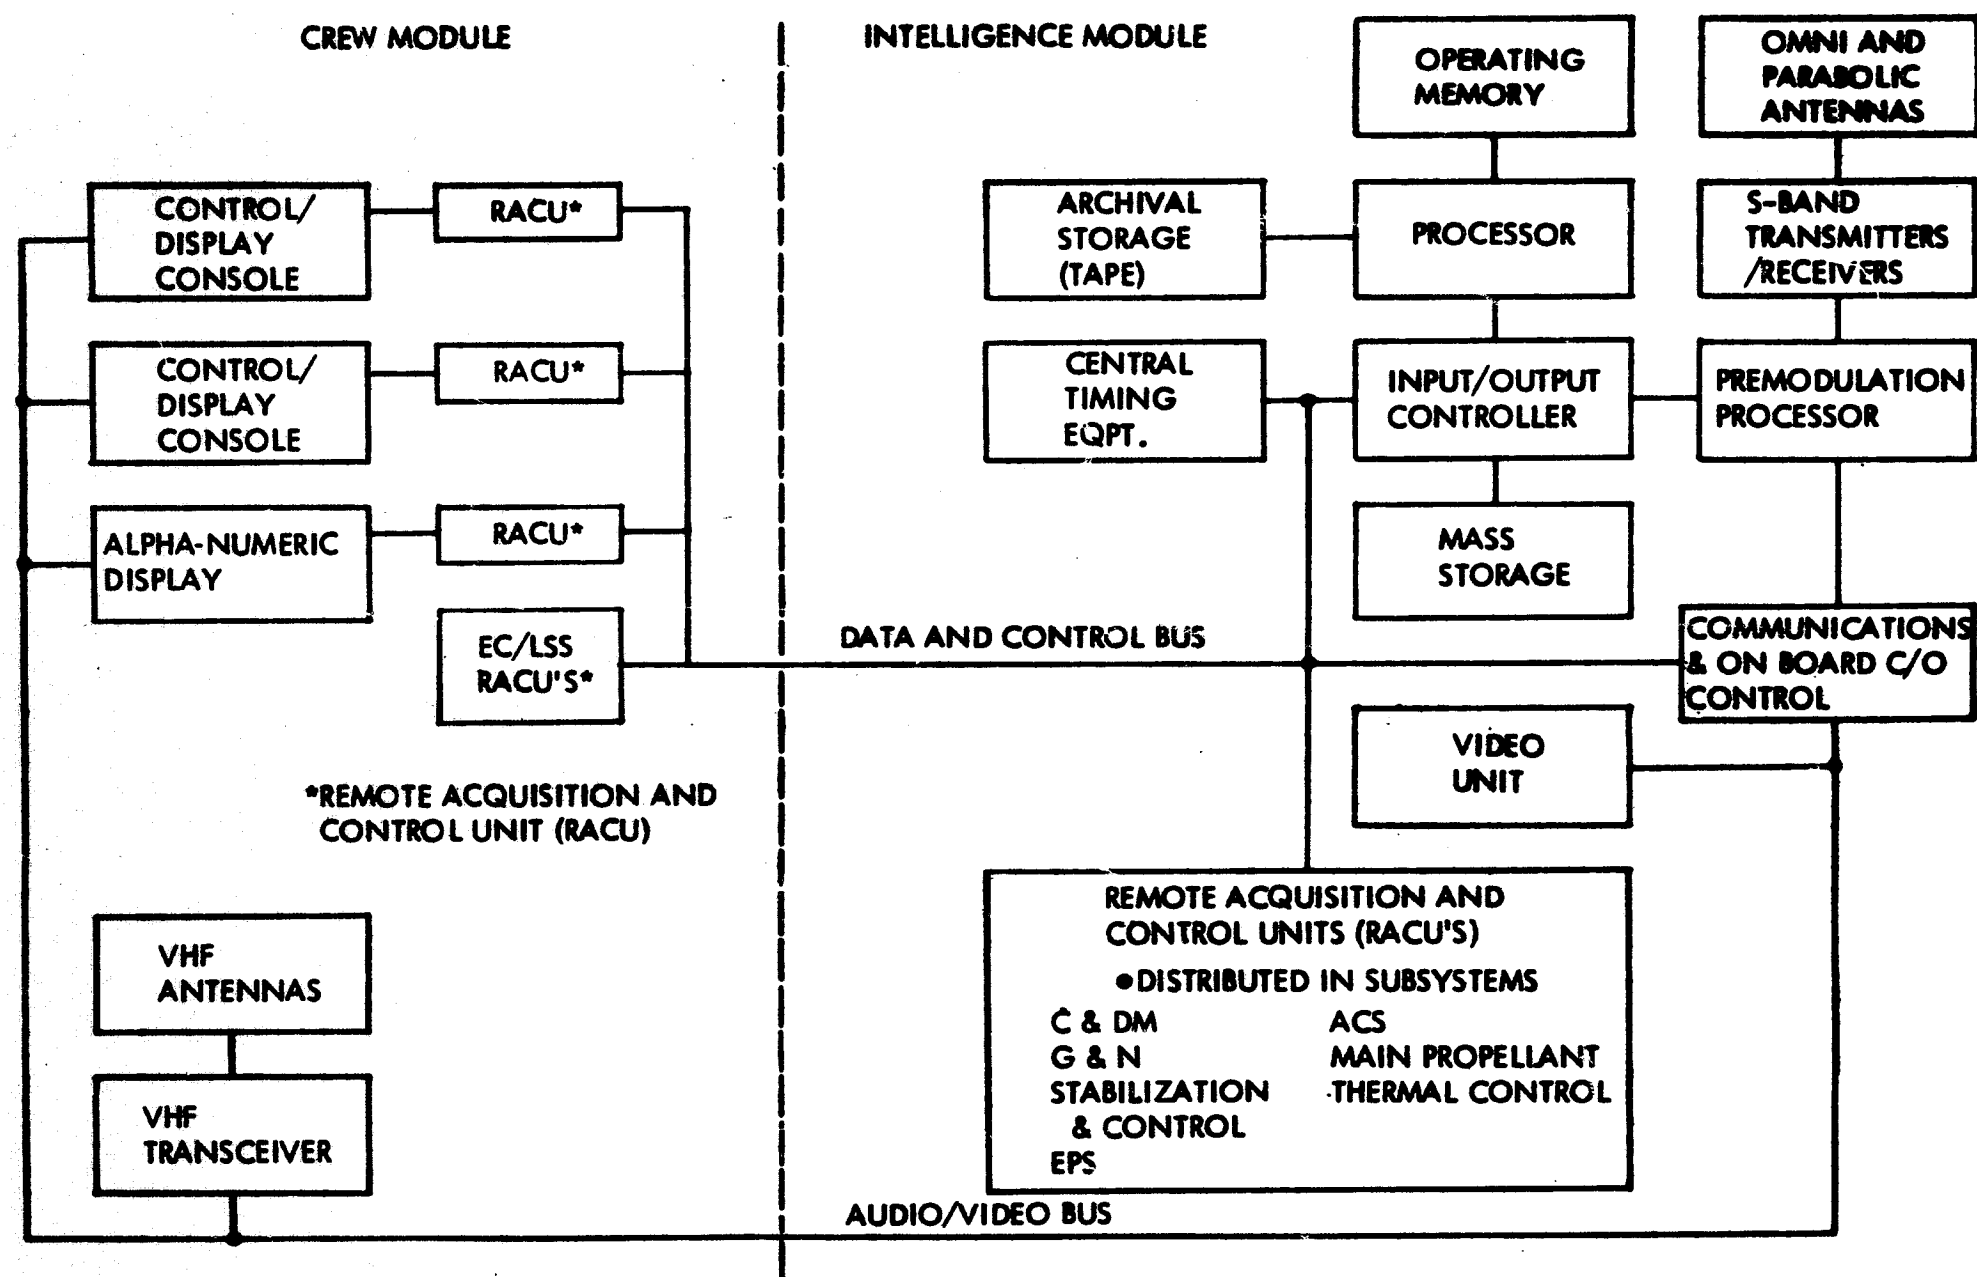 CREW MODULE
INTELLIGENCE MODULE
OPERATING
MEMORY
OMNI AND
PARABOLIC
ANTENNAS
CONTROL/
DISPLAY
CONSOLE
RACU*
ARCHIVAL
STORAGE
(TAPE)
PROCESSOR
S-BAND
TRANSMITTERS
/RECEIVERS
CONTROL/
DISPLAY
CONSOLE
RACU*
CENTRAL
TIMING
EQPT.
INPUT/OUTPUT
CONTROLLER
PREMODULATION
PROCESSOR
ALPHA-NUMERIC
DISPLAY
RACU*
MASS
STORAGE
EC/LSS
RACU'S*
DATA AND CONTROL BUS
COMMUNICATIONS
& ON BOARD C/O
CONTROL
VIDEO
UNIT
*REMOTE ACQUISITION AND
CONTROL UNIT (RACU)
REMOTE ACQUISITION AND
CONTROL UNITS (RACU'S)
●DISTRIBUTED IN SUBSYSTEMS
C & DM
G & N
STABILIZATION
& CONTROL
EPS
ACS
MAIN PROPELLANT
THERMAL CONTROL
VHF
ANTENNAS
VHF
TRANSCEIVER
AUDIO/VIDEO BUS